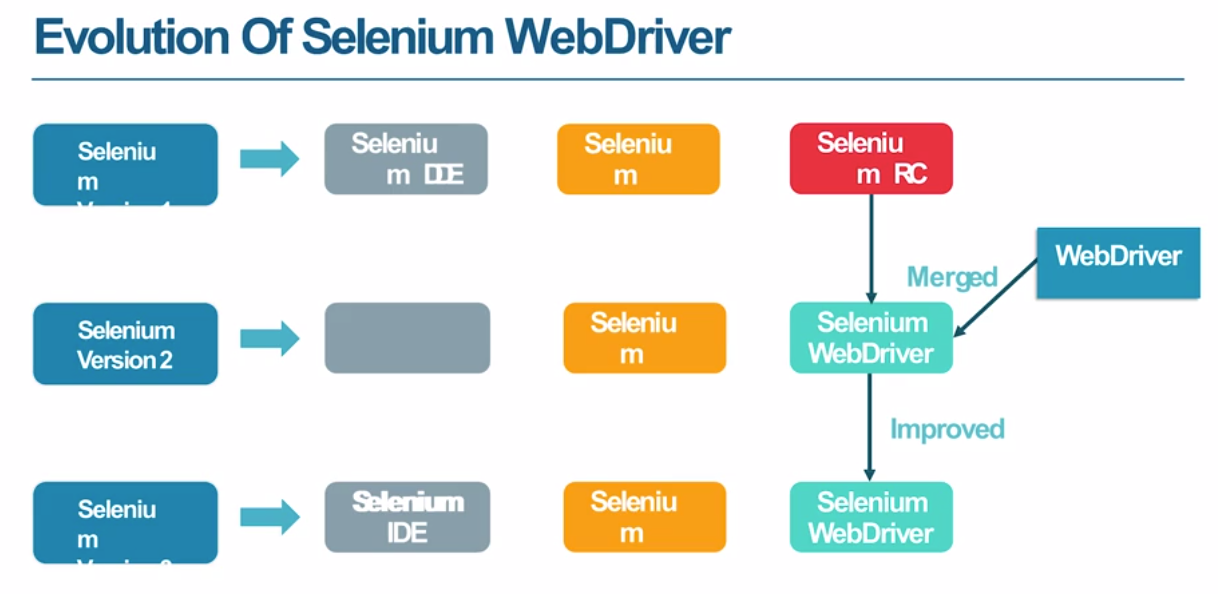 Evolution Of Selenium WebDriver
Seleniu
m
Seleniu
m IDE
Seleniu
m
Seleniu
m RC
WebDriver
Merged
Selenium
Version 2
Seleniu
m
Selenium
WebDriver
Improved
Seleniu
m
Selenium
IDE
Seleniu
m
Selenium
WebDriver